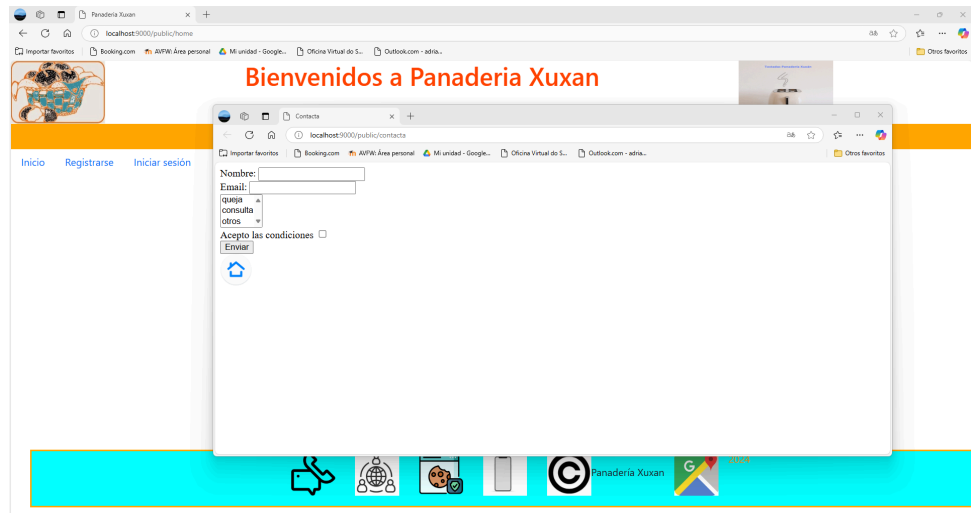 Panaderia Xuxan
localhost:9000/public/home
Importar favoritos
Booking.com
AVFW: Área personal
Mi unidad - Google...
Oficina Virtual do S...
Outlook.com - adria...
Otros favoritos
Bienvenidos a Panaderia Xuxan
Inicio
Registrarse
Iniciar sesión
Contacta
localhost:9000/public/contacta
Importar favoritos
Booking.com
AVFW: Área personal
Mi unidad - Google...
Oficina Virtual do S...
Outlook.com - adria...
Otros favoritos
Nombre:
Email:
queja
consulta
otros
Acepto las condiciones
Enviar
Panadería Xuxan
2024